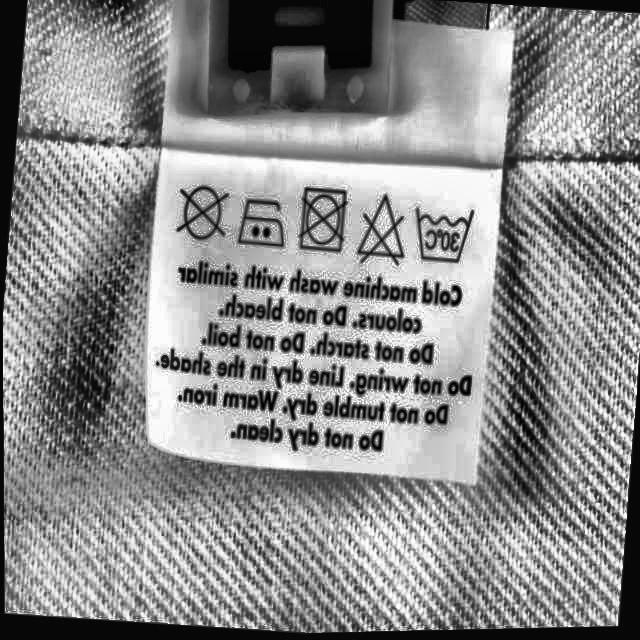 30°C
Cold machine wash with similar
colours. Do not bleach.
Do not starch. Do not boil.
Do not wring. Line dry in the shade.
Do not tumble dry. Warm iron.
Do not dry clean.